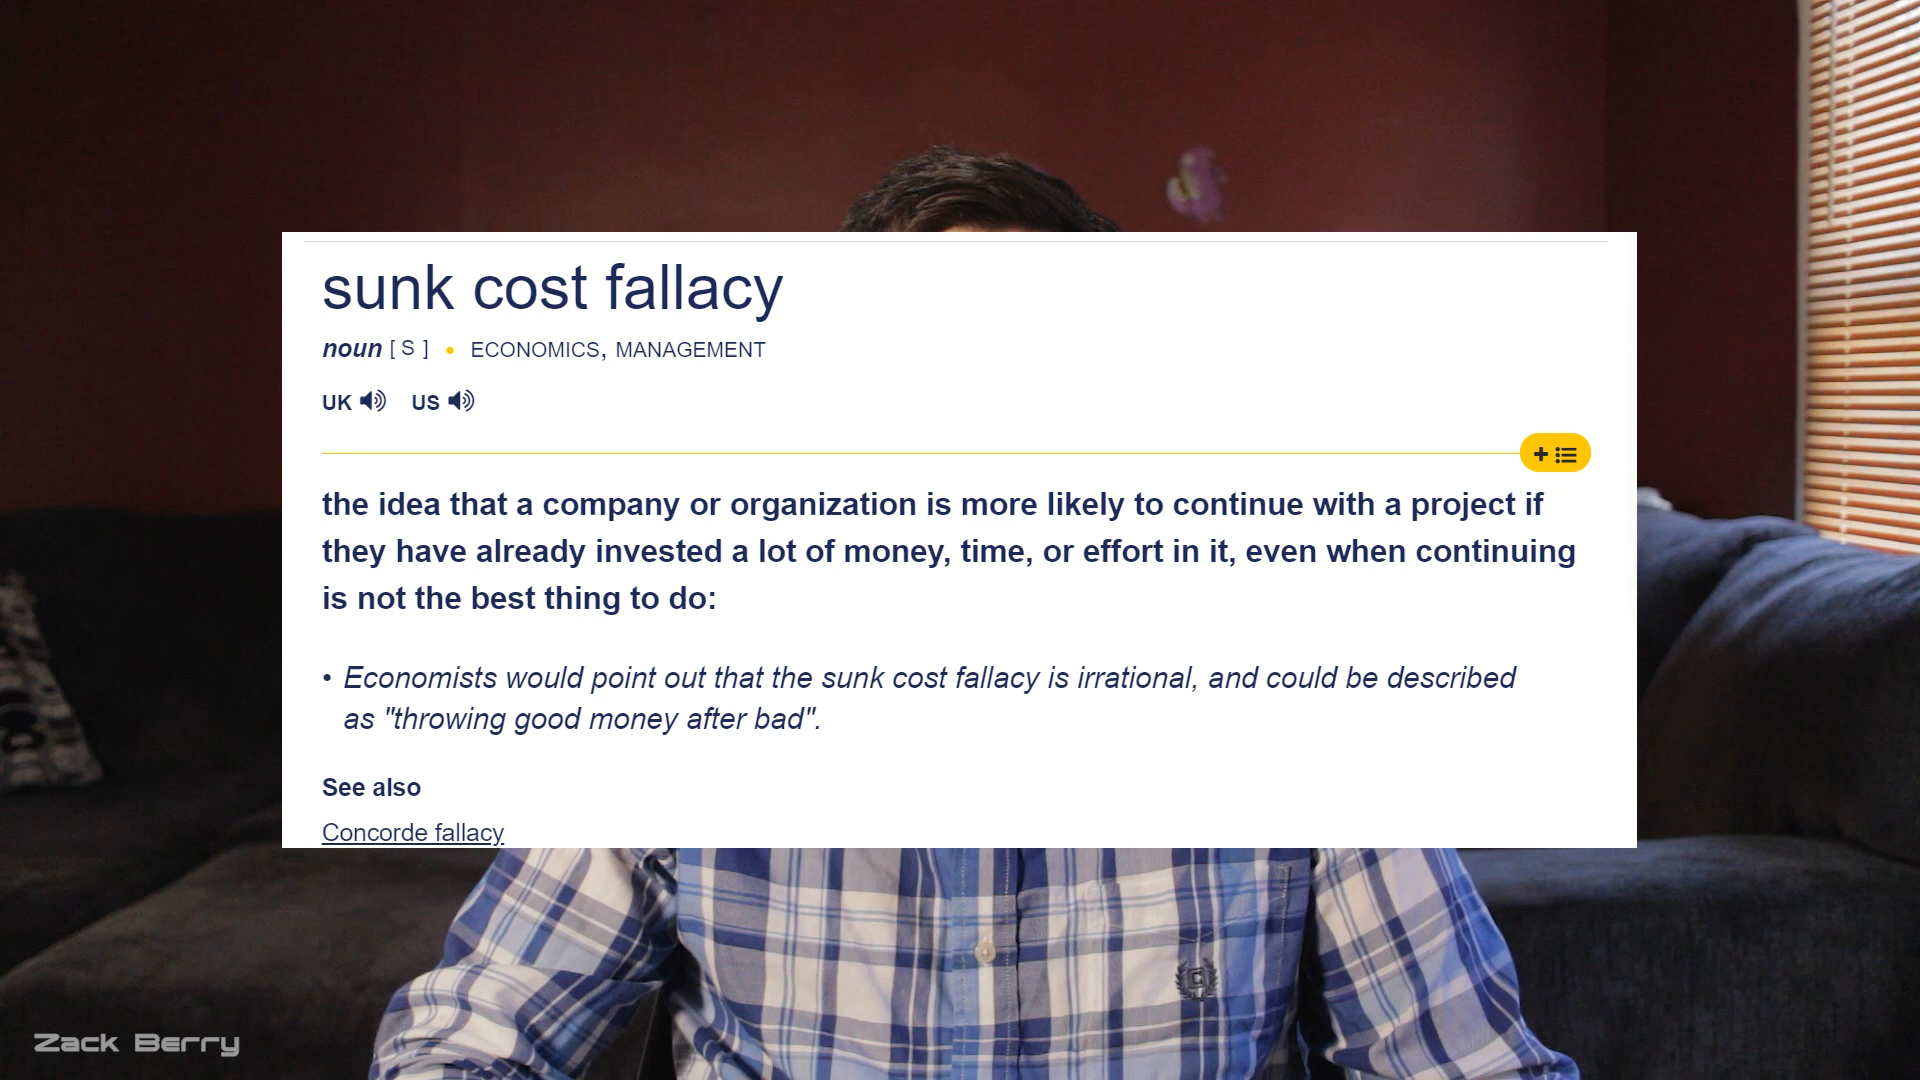 sunk cost fallacy
noun [ S ] • ECONOMICS, MANAGEMENT
UK US
the idea that a company or organization is more likely to continue with a project if
they have already invested a lot of money, time, or effort in it, even when continuing
is not the best thing to do:
• Economists would point out that the sunk cost fallacy is irrational, and could be described
as "throwing good money after bad".
See also
Concorde fallacy
Zack Berry